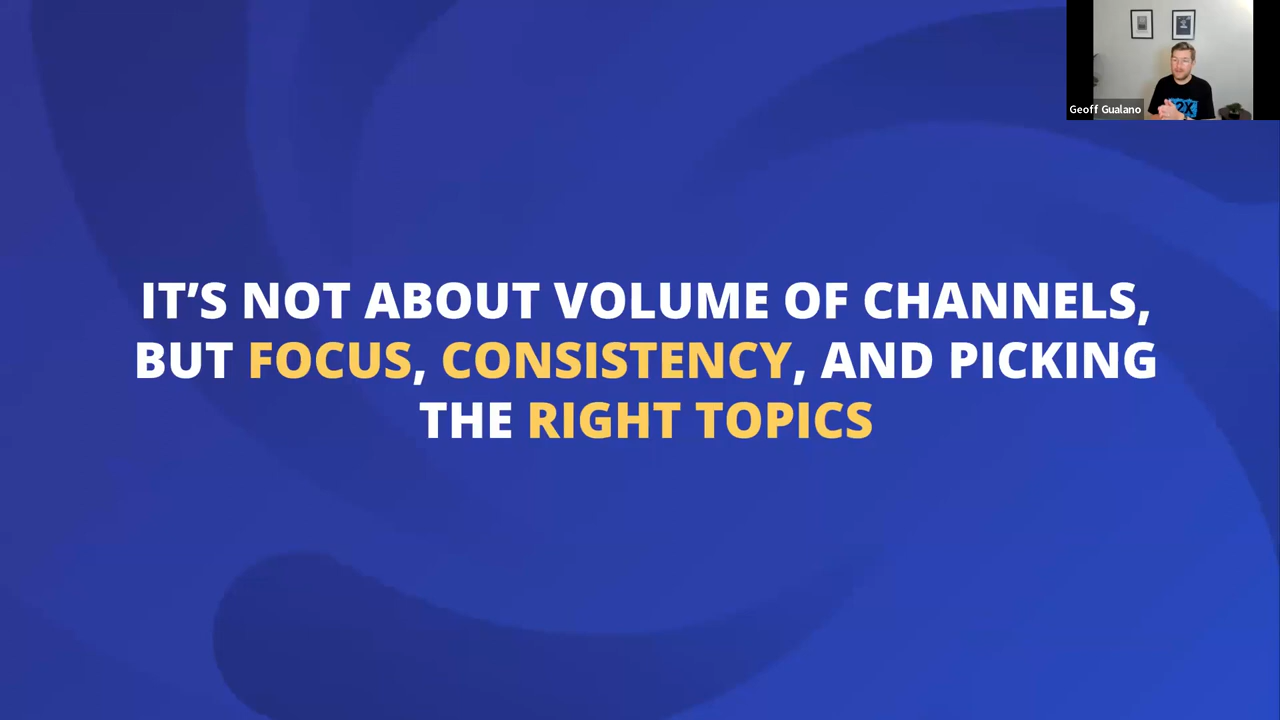 Geoff Gualano
IT’S NOT ABOUT VOLUME OF CHANNELS,
BUT FOCUS, CONSISTENCY, AND PICKING
THE RIGHT TOPICS